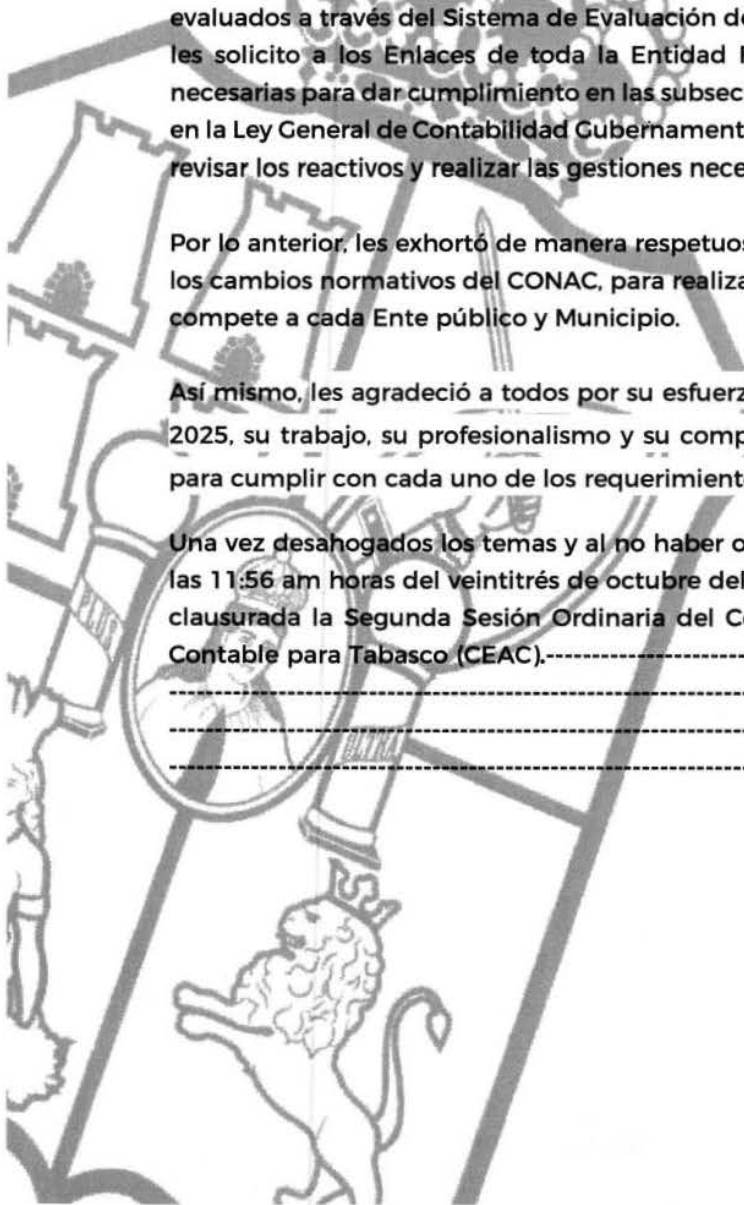 evaluados a través del Sistema de Evaluación de
les solicito a los Enlaces de toda la Entidad
necesarias para dar cumplimiento en las subsec
en la Ley General de Contabilidad Gubernament
revisar los reactivos y realizar las gestiones nece
Por lo anterior, les exhortó de manera respetuos
los cambios normativos del CONAC, para realiza
compete a cada Ente público y Municipio.
Así mismo, les agradeció a todos por su esfuerz
2025, su trabajo, su profesionalismo y su comp
para cumplir con cada uno de los requerimient
Una vez desahogados los temas y al no haber o
las 11:56 am horas del veintitrés de octubre del
clausurada la Segunda Sesión Ordinaria del C
Contable para Tabasco (CEAC).--------------------
PLUS